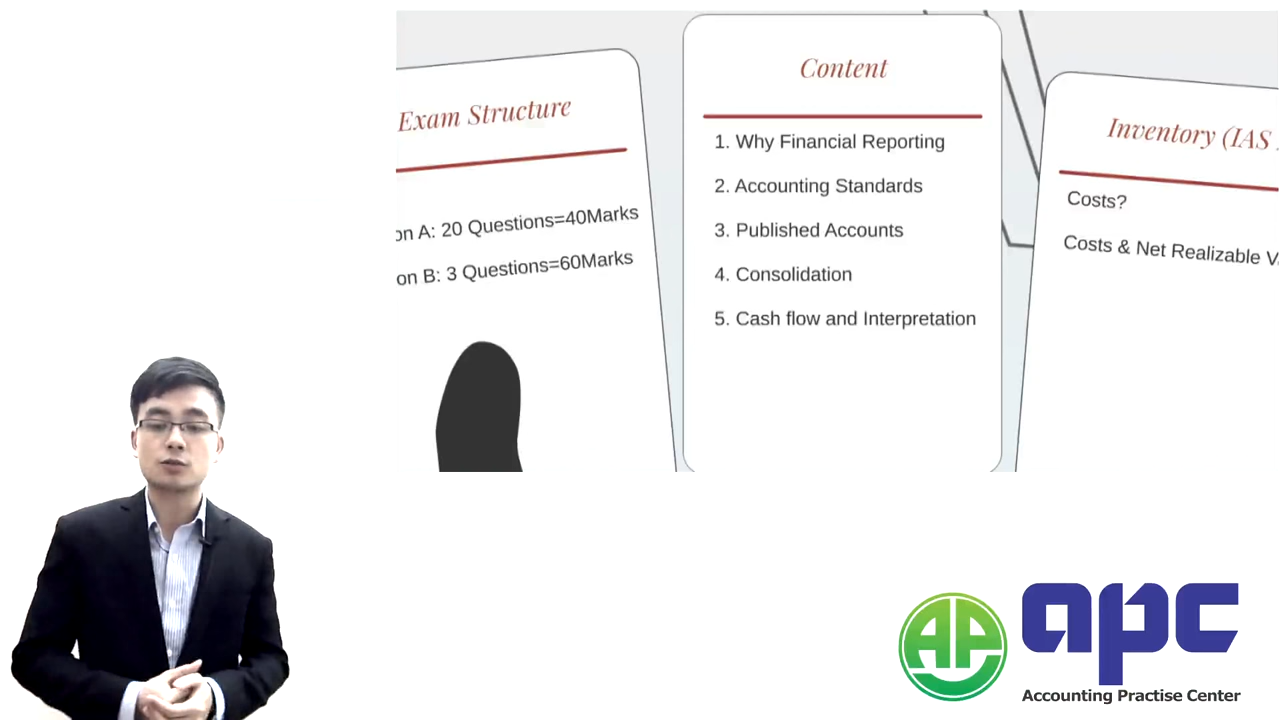 Exam Structure
on A: 20 Questions=40Marks
on B: 3 Questions=60Marks
Content
1. Why Financial Reporting
2. Accounting Standards
3. Published Accounts
4. Consolidation
5. Cash flow and Interpretation
Inventory (IAS
Costs?
Costs & Net Realizable
AP
apc
Accounting Practise Center